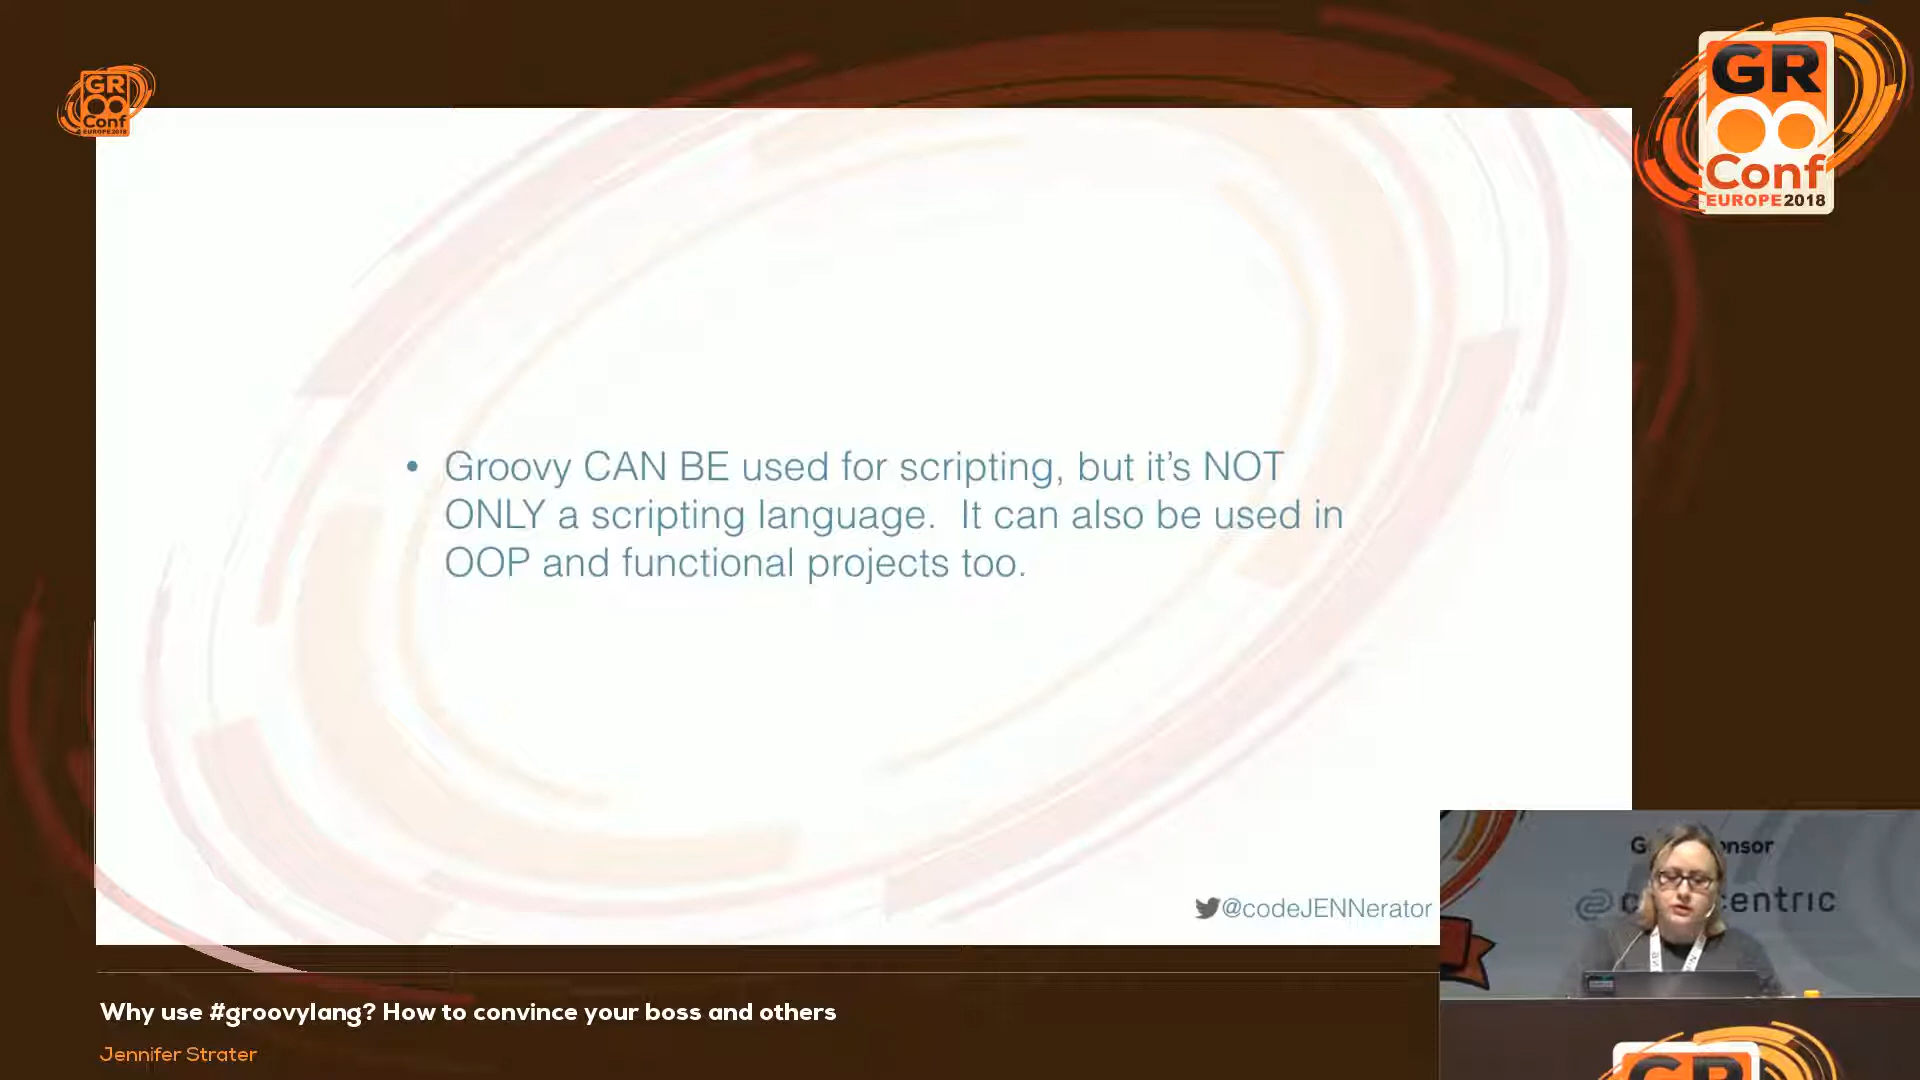 GR
Conf
EUROPE 2018
GR
Conf
EUROPE2018
• Groovy CAN BE used for scripting, but it’s NOT
ONLY a scripting language.  It can also be used in
OOP and functional projects too.
@codeJENNerator
entric
Why use #groovylang? How to convince your boss and others
Jennifer Strater